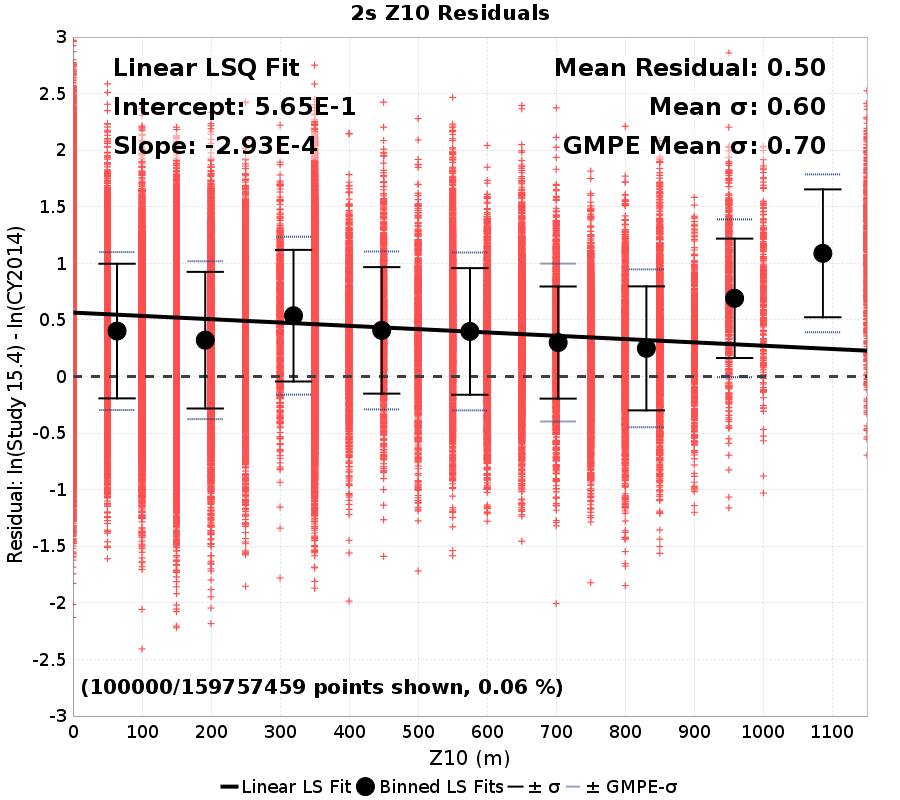 2s Z10 Residuals
Linear LSQ Fit
Intercept: 5.65E-1
Slope: -2.93E-4
Mean Residual: 0.50
Mean σ: 0.60
GMPE Mean σ: 0.70
Residual: ln(Study 15.4) - ln(CY2014)
3
2.5
2
1.5
1
0.5
0
-0.5
-1
-1.5
-2
-2.5
-3
(100000/159757459 points shown, 0.06 %)
0 100 200 300 400 500 600 700 800 900 1000 1100
Z10 (m)
Linear LS Fit Binned LS Fits ± σ ± GMPE-σ